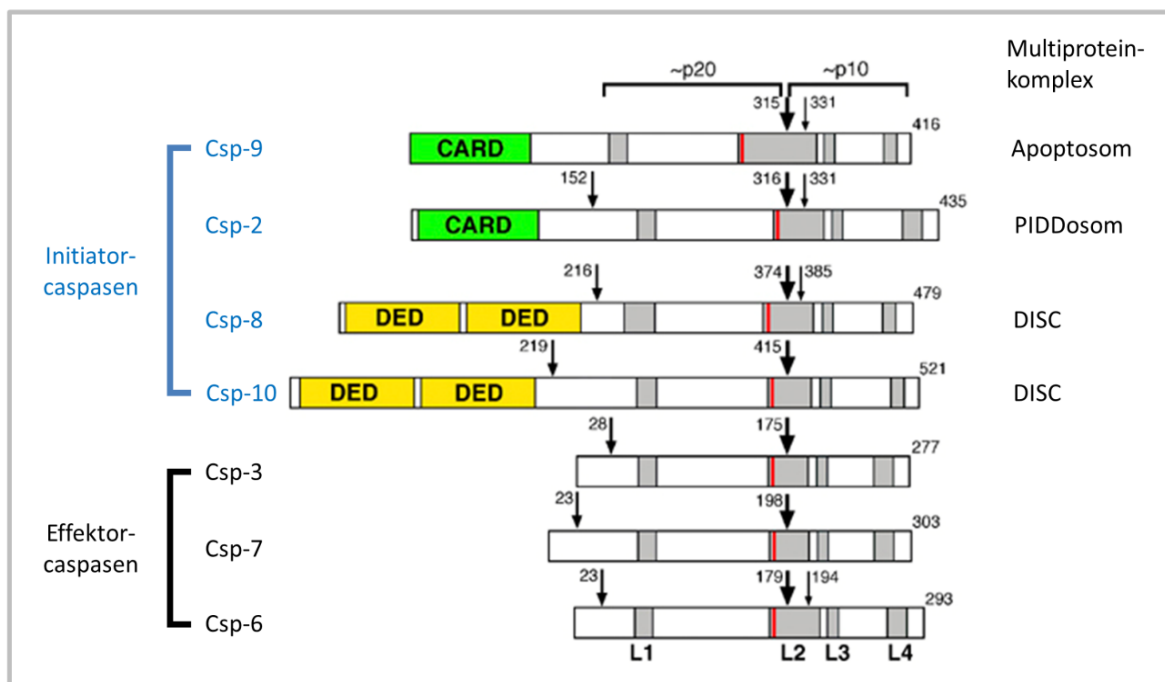 Multiprotein-
komplex
~p20 ~p10
315 331
416
Csp-9 CARD Apoptosom
152 316 331
435
Csp-2 CARD PIDDosom
Initiator-
caspasen
216 374 385
479
Csp-8 DED DED DISC
219 415
521
Csp-10 DED DED DISC
28 175
277
Csp-3
23 198
303
Effektor-
caspasen
Csp-7
23 179 194
293
Csp-6
L1 L2 L3 L4